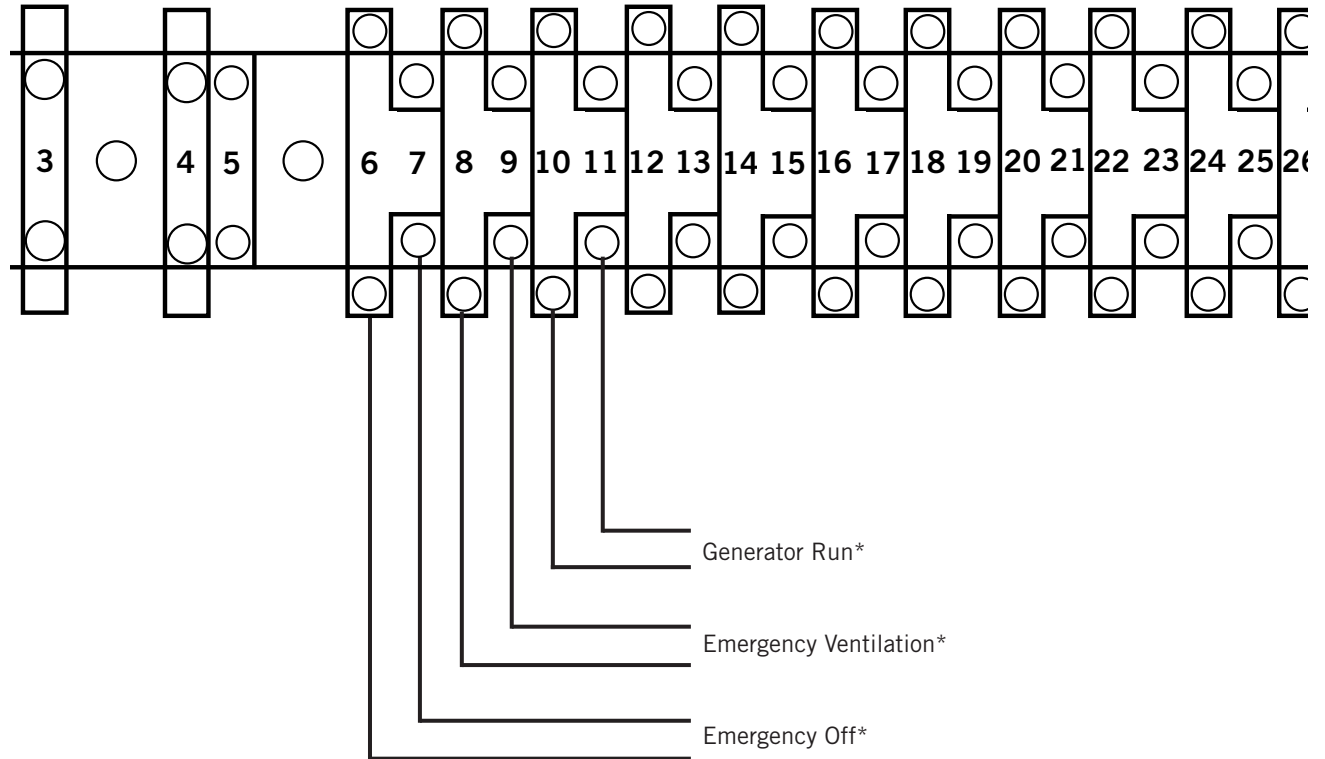 3 4 5 6 7 8 9 10 11 12 13 14 15 16 17 18 19 20 21 22 23 24 25 26
Generator Run*
Emergency Ventilation*
Emergency Off*